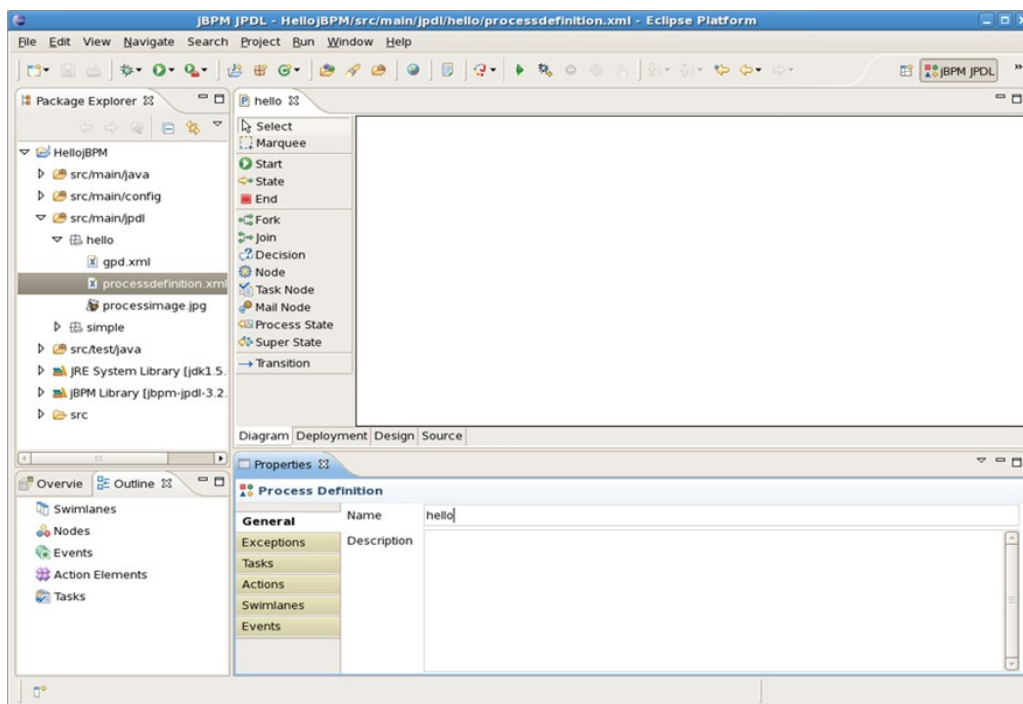 jBPM JPDL - HellojBPM/src/main/jpdl/hello/processdefinition.xml - Eclipse Platform
File Edit View Navigate Search Project Run Window Help
jBPM JPDL
Package Explorer
HellojBPM
src/main/java
src/main/config
src/main/jpdl
hello
gpd.xml
processdefinition.xml
processimage.jpg
simple
src/test/java
JRE System Library [jdk1.5.
jBPM Library [jbpm-jpdl-3.2.
src
hello
Select
Marquee
Start
State
End
Fork
Join
Decision
Node
Task Node
Mail Node
Process State
Super State
Transition
Diagram Deployment Design Source
Overvie Outline
Swimlanes
Nodes
Events
Action Elements
Tasks
Properties
Process Definition
General
Exceptions
Tasks
Actions
Swimlanes
Events
Name hello
Description